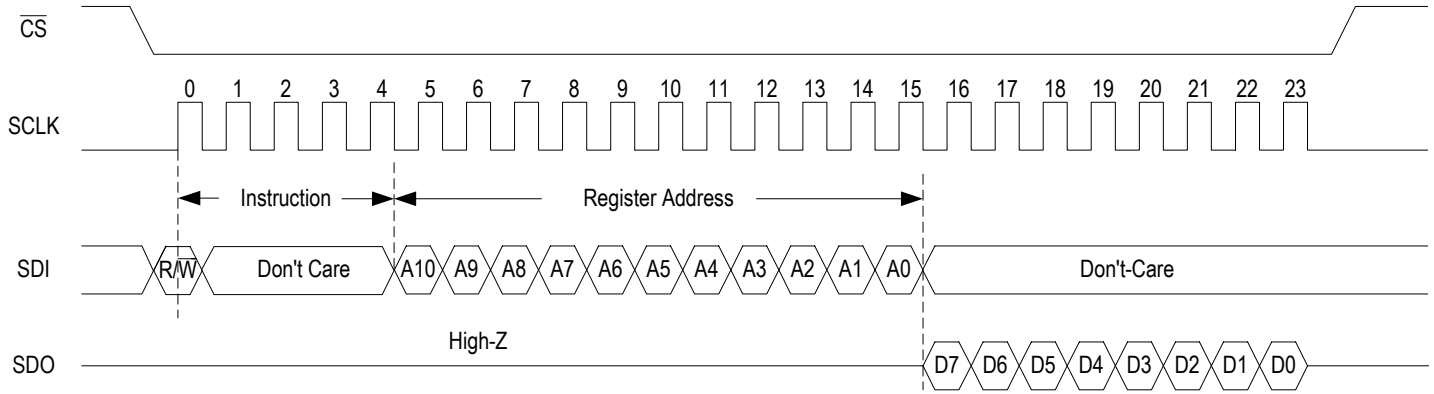 CS
0 1 2 3 4 5 6 7 8 9 10 11 12 13 14 15 16 17 18 19 20 21 22 23
SCLK
Instruction Register Address
SDI R/W Don't Care A10 A9 A8 A7 A6 A5 A4 A3 A2 A1 A0 Don't-Care
High-Z
SDO D7 D6 D5 D4 D3 D2 D1 D0